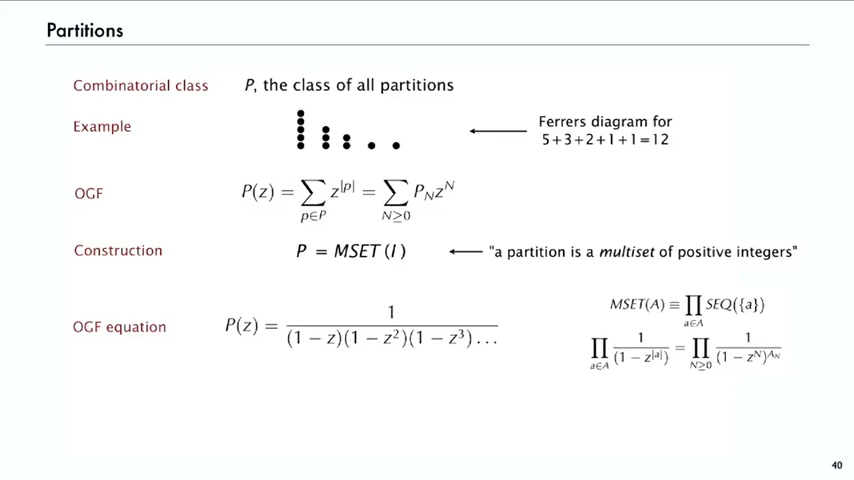 Partitions
Combinatorial class P, the class of all partitions
Example
Ferrers diagram for
5+3+2+1+1=12
OGF P(z) = ∑_{p∈P} z^{|p|} = ∑_{N≥0} P_N z^N
Construction P = MSET(I) "a partition is a multiset of positive integers"
OGF equation P(z) = 1 / ((1 − z)(1 − z^2)(1 − z^3)...)
MSET(A) ≡ ∏_{a∈A} SEQ({a})
∏_{a∈A} 1 / (1 − z^{|a|}) = ∏_{N≥0} 1 / (1 − z^N)^{A_N}
40